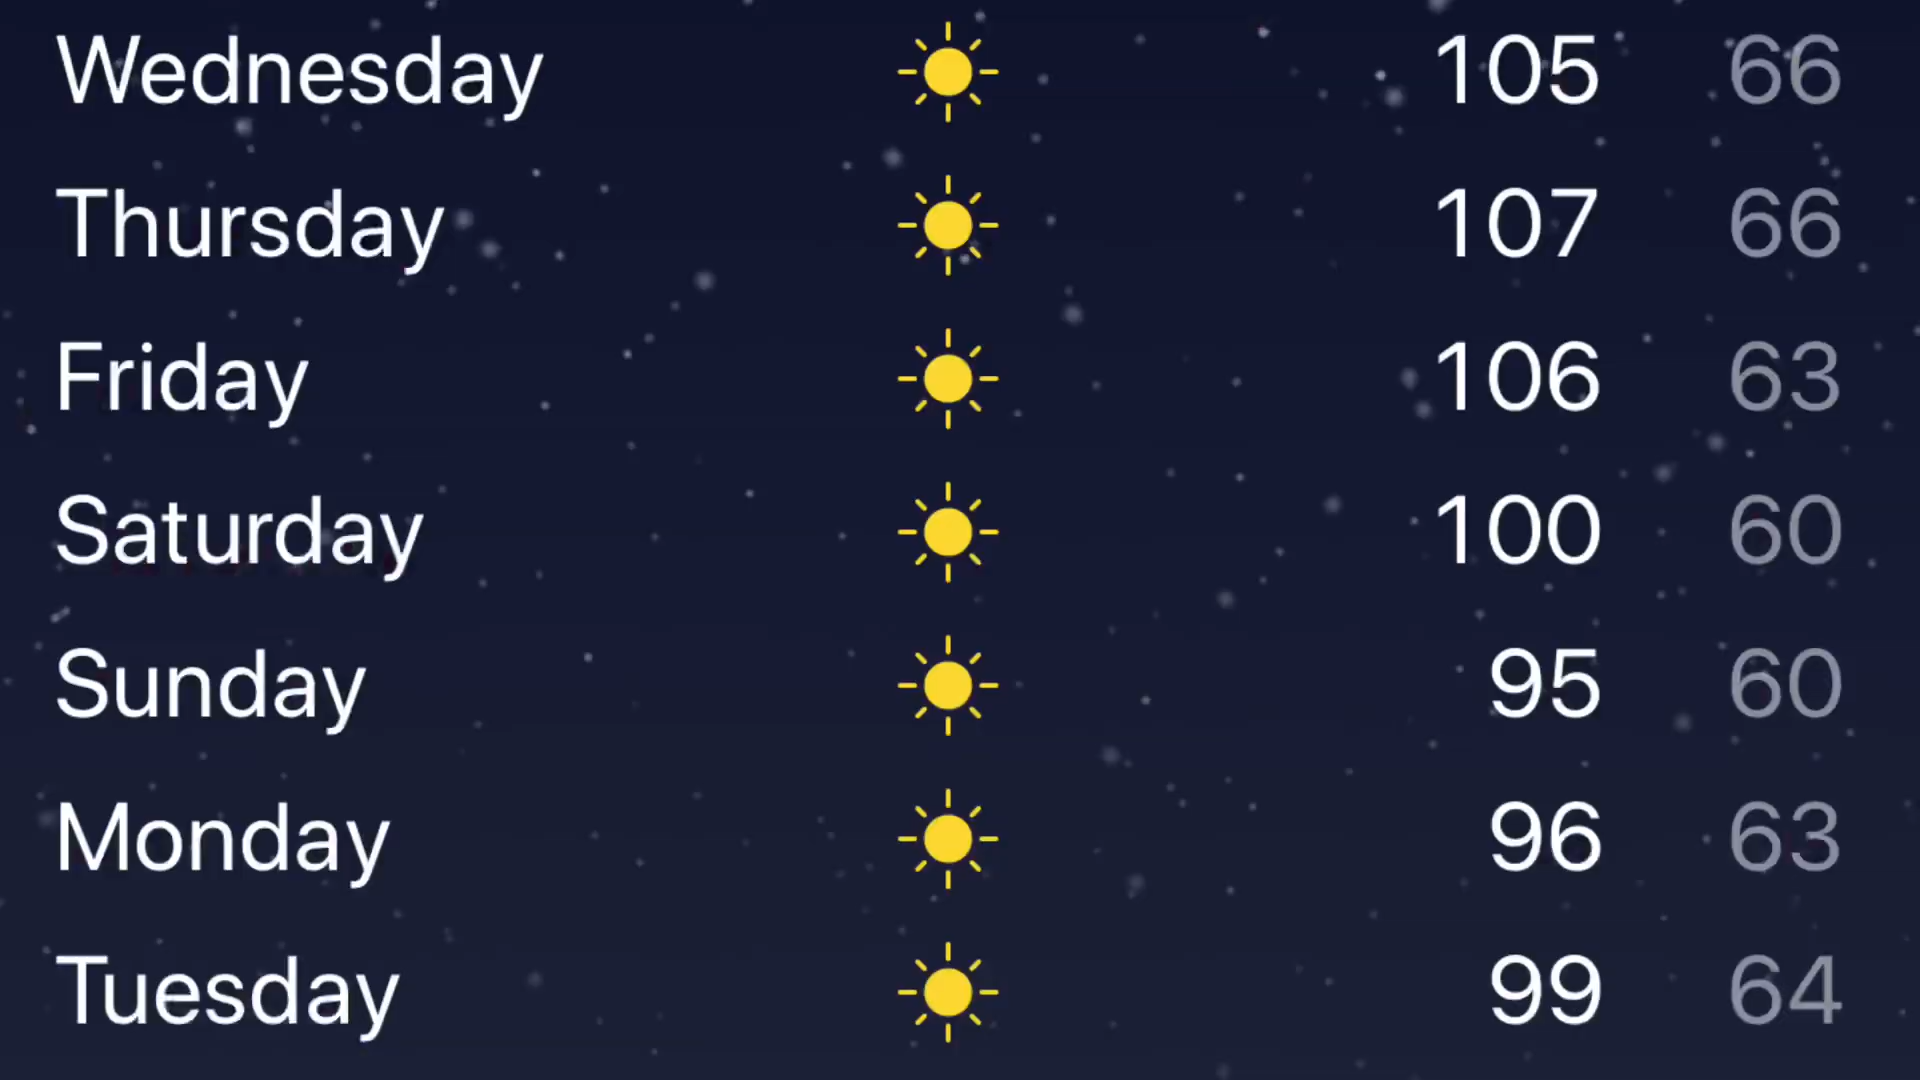 Wednesday 105 66
Thursday 107 66
Friday 106 63
Saturday 100 60
Sunday 95 60
Monday 96 63
Tuesday 99 64